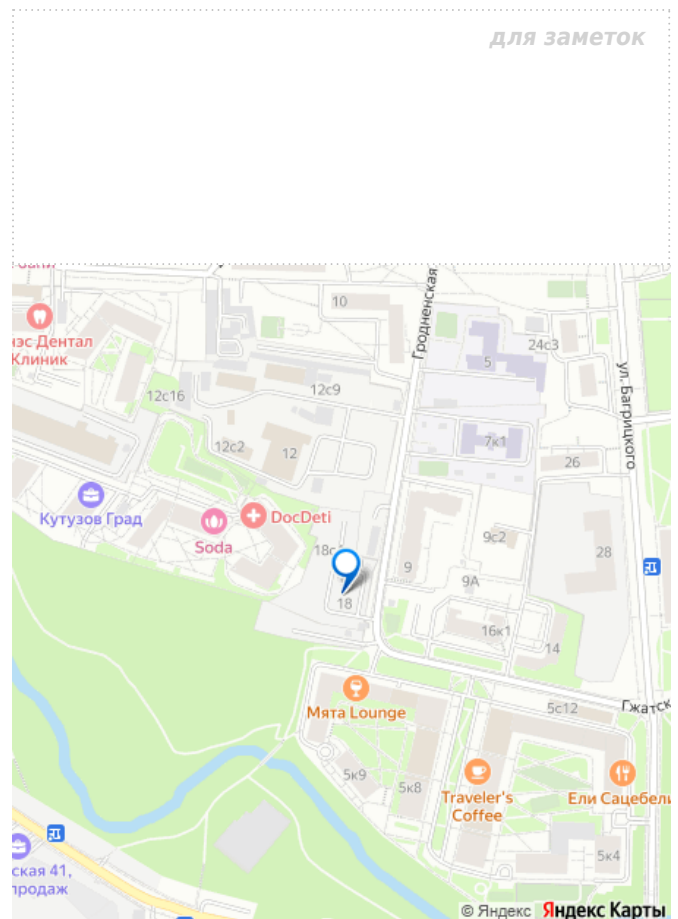 для заметок
10
Гродненская
24с3
нэс Дентал
Клиник
5
12с16
12с9
ул. Багрицкого
12с2
12
7к1
26
Кутузов Град
DocDeti
Soda
9с2
28
9
9А
18
16к1
14
Мята Lounge
5с12
Гжатск
5к9
5к8
Traveler's
Coffee
Ели Сацебели
5к4
ская 41,
продаж
© Яндекс Яндекс Карты